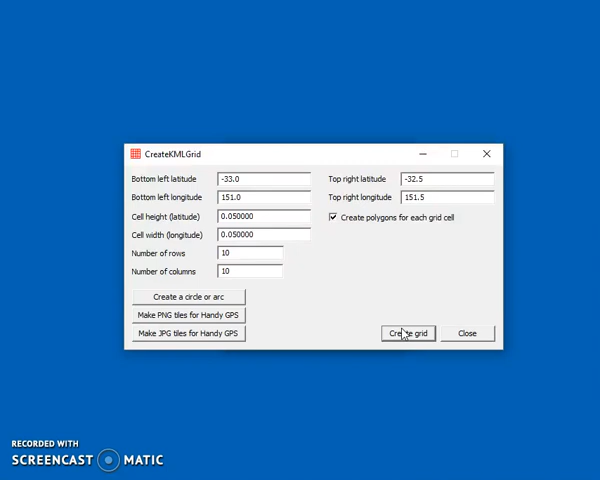 CreateKMLGrid
Bottom left latitude -33.0 Top right latitude -32.5
Bottom left longitude 151.0 Top right longitude 151.5
Cell height (latitude) 0.050000 Create polygons for each grid cell
Cell width (longitude) 0.050000
Number of rows 10
Number of columns 10
Create a circle or arc
Make PNG tiles for Handy GPS
Make JPG tiles for Handy GPS Create grid Close
RECORDED WITH
SCREENCAST MATIC